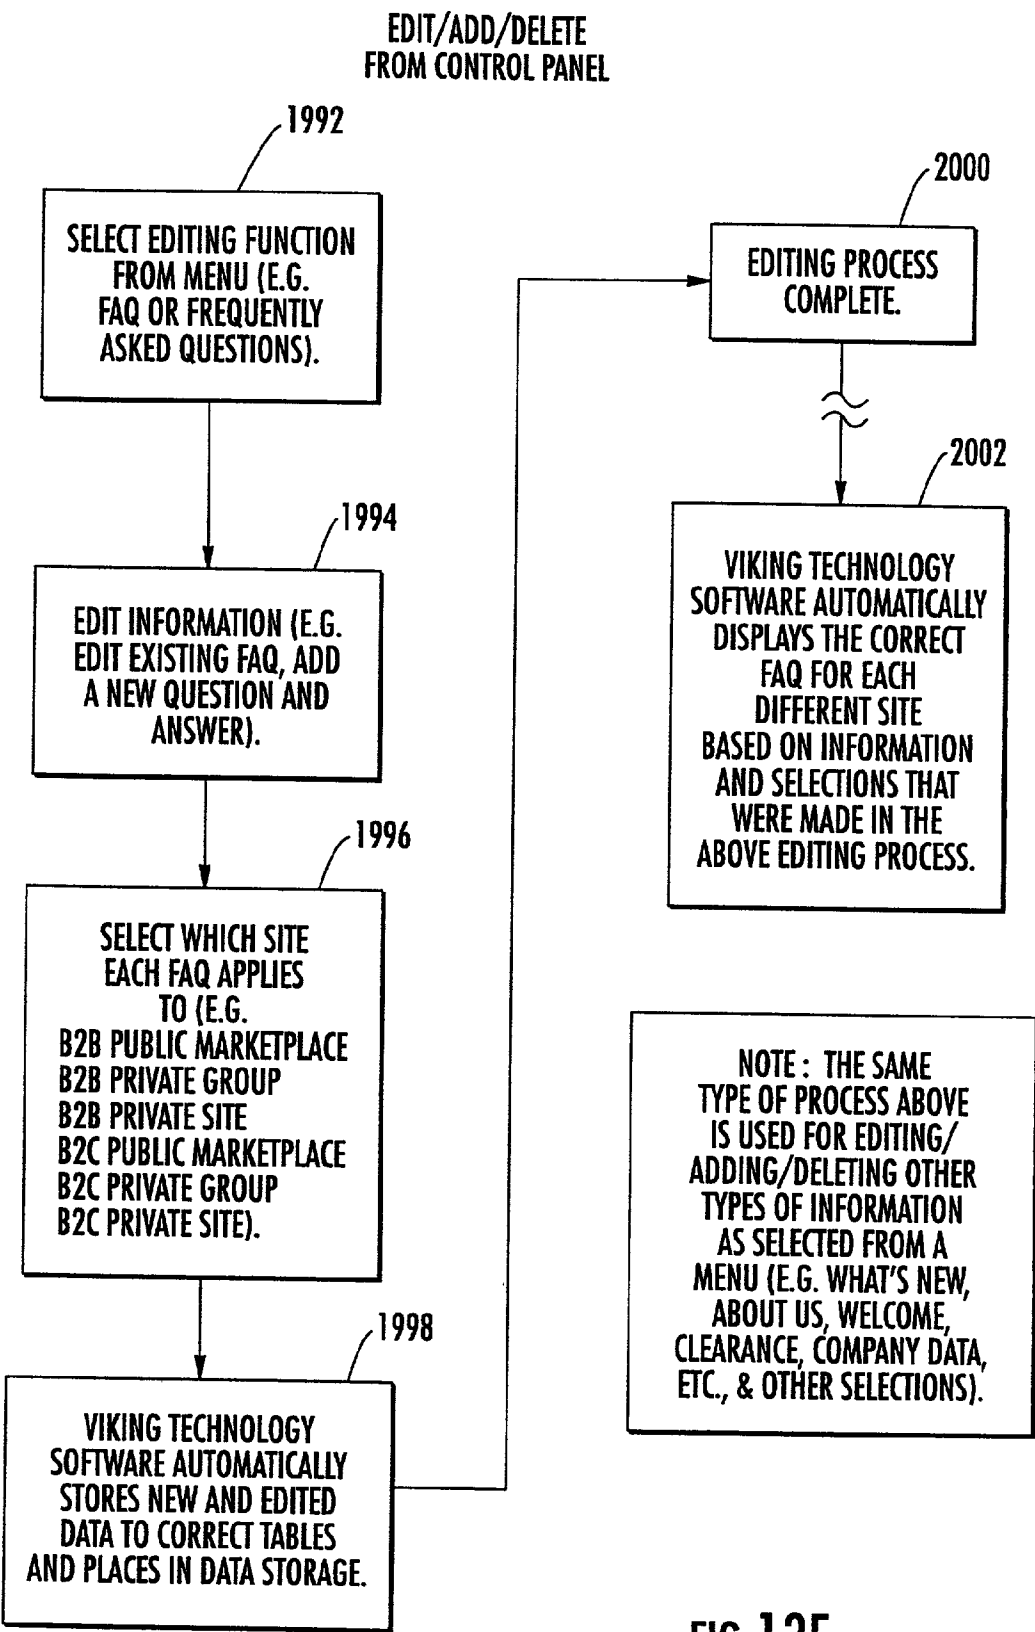 EDIT/ADD/DELETE
FROM CONTROL PANEL
1992
SELECT EDITING FUNCTION
FROM MENU (E.G.
FAQ OR FREQUENTLY
ASKED QUESTIONS).
1994
EDIT INFORMATION (E.G.
EDIT EXISTING FAQ, ADD
A NEW QUESTION AND
ANSWER).
1996
SELECT WHICH SITE
EACH FAQ APPLIES
TO (E.G.
B2B PUBLIC MARKETPLACE
B2B PRIVATE GROUP
B2B PRIVATE SITE
B2C PUBLIC MARKETPLACE
B2C PRIVATE GROUP
B2C PRIVATE SITE).
1998
VIKING TECHNOLOGY
SOFTWARE AUTOMATICALLY
STORES NEW AND EDITED
DATA TO CORRECT TABLES
AND PLACES IN DATA STORAGE.
2000
EDITING PROCESS
COMPLETE.
2002
VIKING TECHNOLOGY
SOFTWARE AUTOMATICALLY
DISPLAYS THE CORRECT
FAQ FOR EACH
DIFFERENT SITE
BASED ON INFORMATION
AND SELECTIONS THAT
WERE MADE IN THE
ABOVE EDITING PROCESS.
NOTE : THE SAME
TYPE OF PROCESS ABOVE
IS USED FOR EDITING/
ADDING/DELETING OTHER
TYPES OF INFORMATION
AS SELECTED FROM A
MENU (E.G. WHAT'S NEW,
ABOUT US, WELCOME,
CLEARANCE, COMPANY DATA,
ETC., & OTHER SELECTIONS).